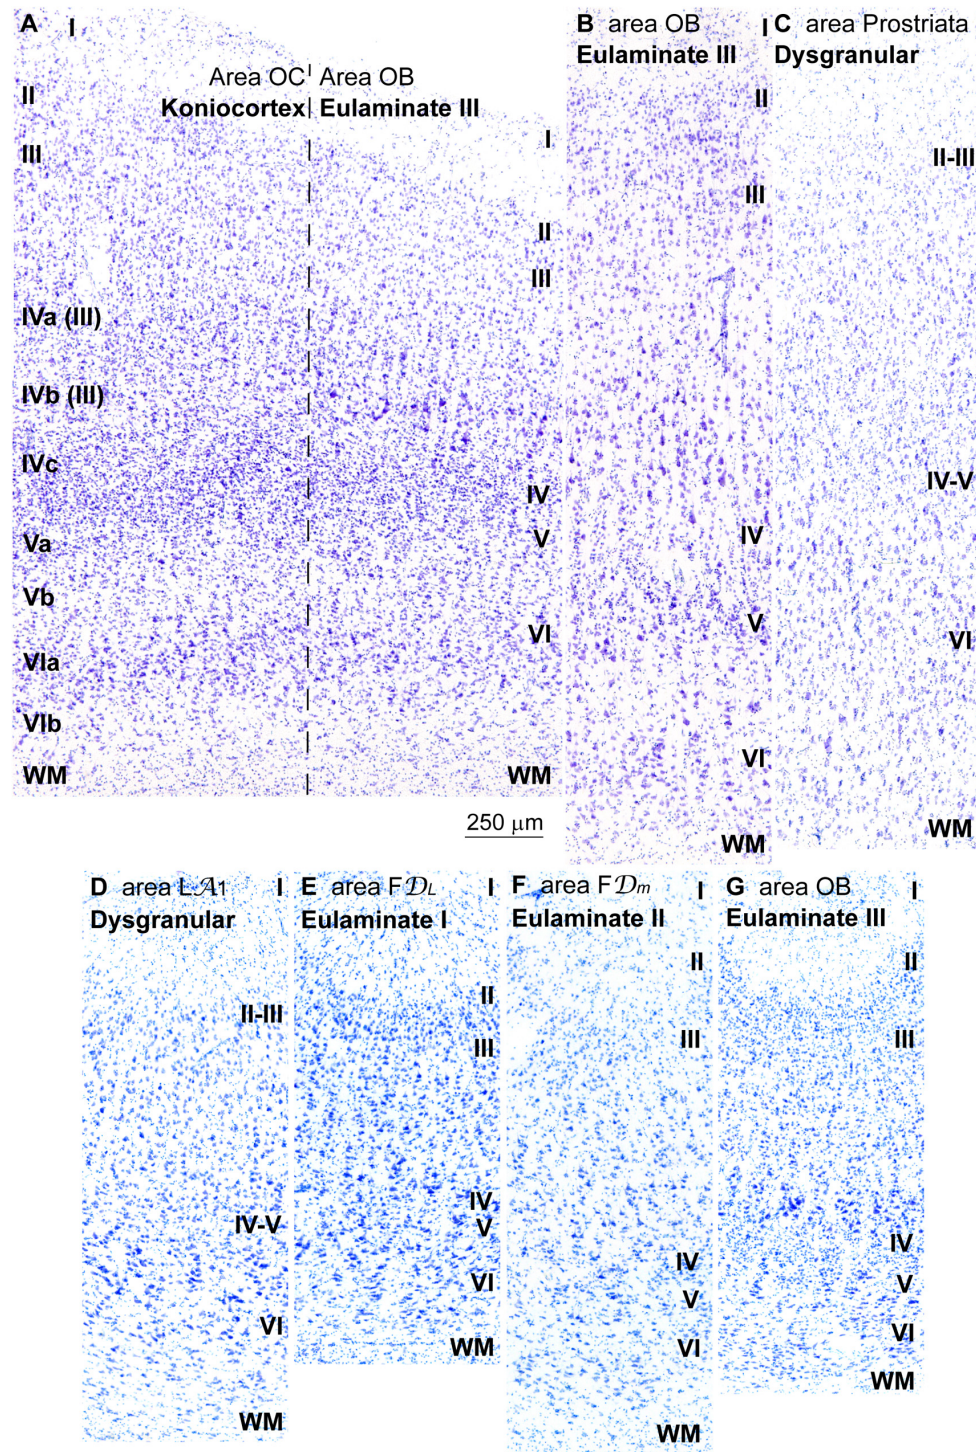 A
I
Area OC Area OB
Koniocortex Eulaminate III
II
III
IVa (III)
IVb (III)
IVc
Va
Vb
VIa
VIb
WM
I
II
III
IV
V
VI
WM
B area OB I
Eulaminate III
II
III
IV
V
VI
WM
C area Prostriata
Dysgranular
II-III
IV-V
VI
WM
250 µm
D area L𝒜1 I
Dysgranular
II-III
IV-V
VI
WM
E area F𝒟L I
Eulaminate I
II
III
IV
V
VI
WM
F area F𝒟m I
Eulaminate II
II
III
IV
V
VI
WM
G area OB I
Eulaminate III
II
III
IV
V
VI
WM